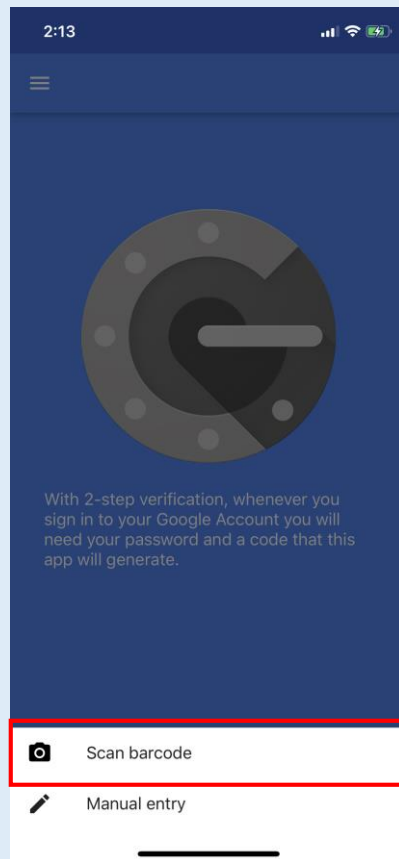 2:13
With 2-step verification, whenever you
sign in to your Google Account you will
need your password and a code that this
app will generate.
Scan barcode
Manual entry